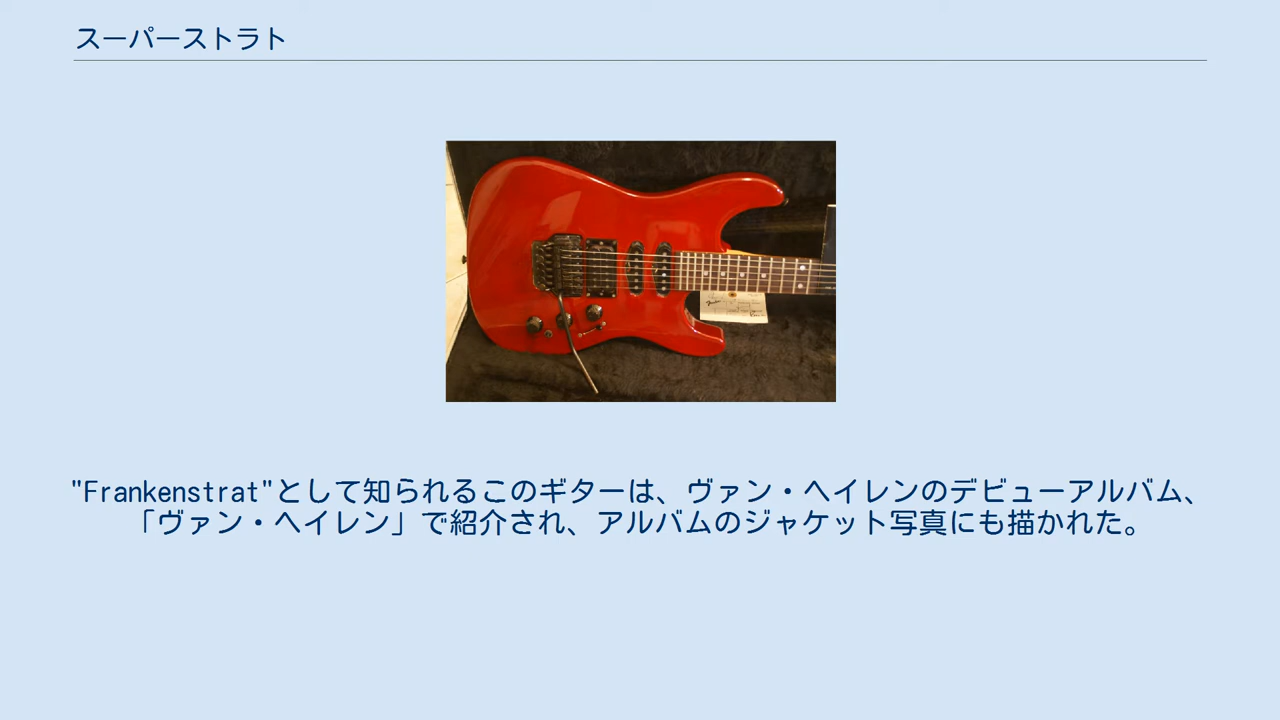 スーパーストラト
"Frankenstrat"として知られるこのギターは、ヴァン・ヘイレンのデビューアルバム、
「ヴァン・ヘイレン」で紹介され、アルバムのジャケット写真にも描かれた。